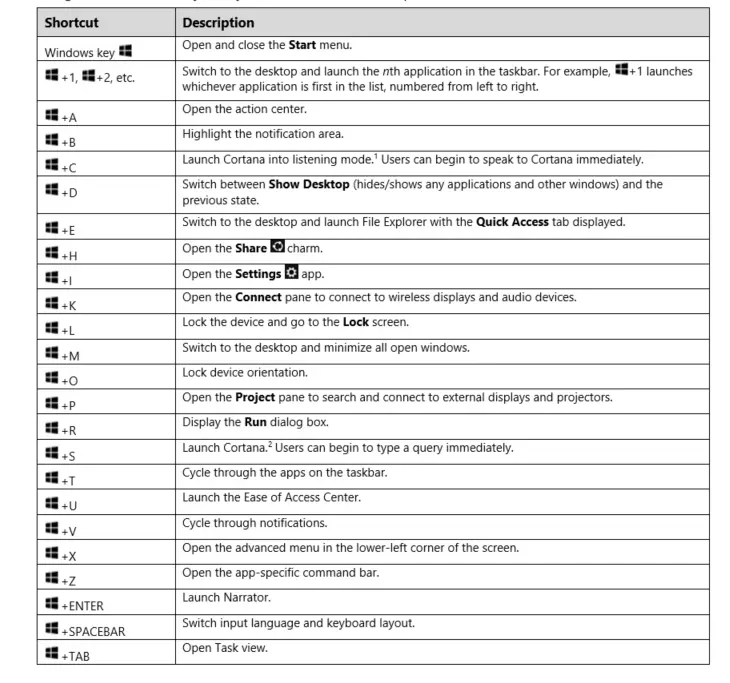 Shortcut Description
Windows key Open and close the Start menu.
+1, +2, etc. Switch to the desktop and launch the nth application in the taskbar. For example, +1 launches
whichever application is first in the list, numbered from left to right.
+A Open the action center.
+B Highlight the notification area.
+C Launch Cortana into listening mode.1 Users can begin to speak to Cortana immediately.
+D Switch between Show Desktop (hides/shows any applications and other windows) and the
previous state.
+E Switch to the desktop and launch File Explorer with the Quick Access tab displayed.
+H Open the Share charm.
+I Open the Settings app.
+K Open the Connect pane to connect to wireless displays and audio devices.
+L Lock the device and go to the Lock screen.
+M Switch to the desktop and minimize all open windows.
+O Lock device orientation.
+P Open the Project pane to search and connect to external displays and projectors.
+R Display the Run dialog box.
+S Launch Cortana.2 Users can begin to type a query immediately.
+T Cycle through the apps on the taskbar.
+U Launch the Ease of Access Center.
+V Cycle through notifications.
+X Open the advanced menu in the lower-left corner of the screen.
+Z Open the app-specific command bar.
+ENTER Launch Narrator.
+SPACEBAR Switch input language and keyboard layout.
+TAB Open Task view.